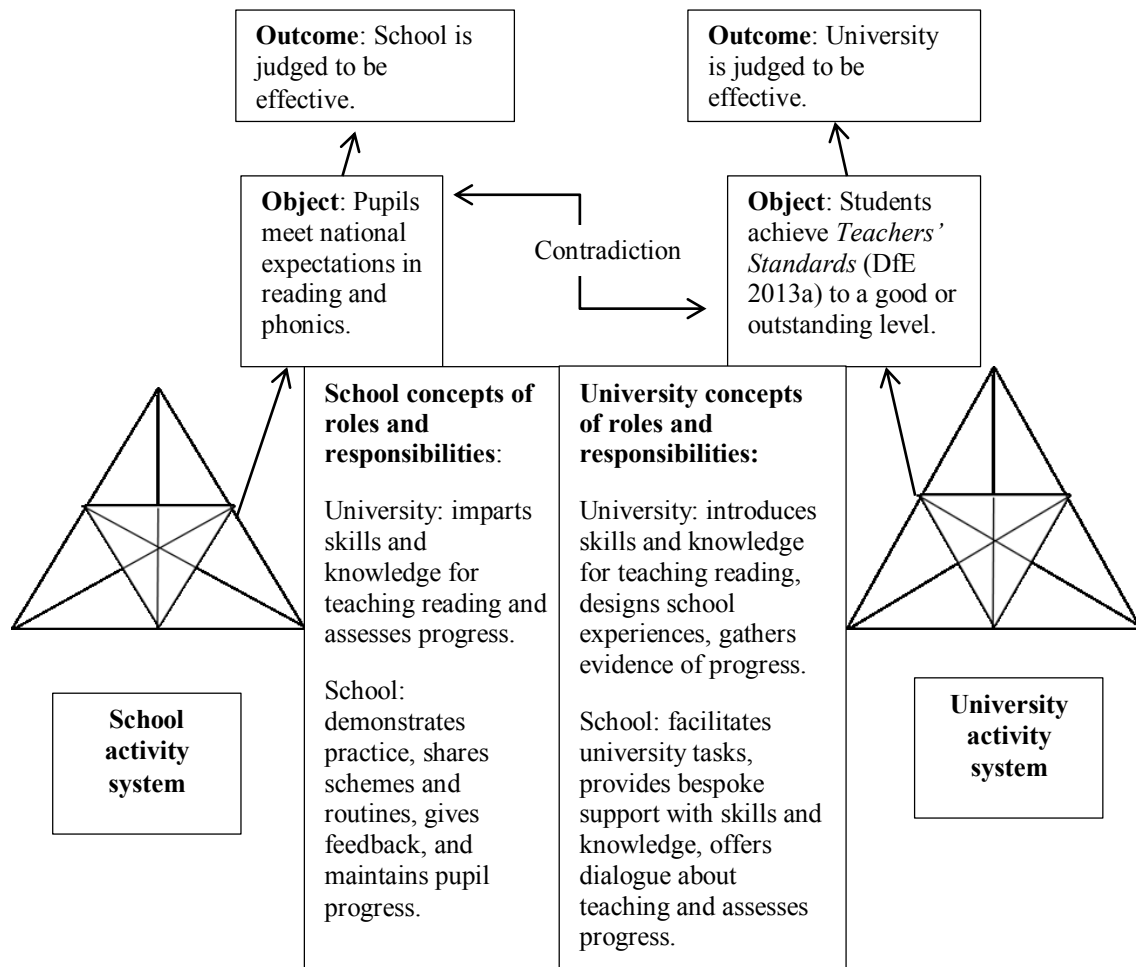 Outcome: School is
judged to be
effective.
Outcome: University
is judged to be
effective.
Object: Pupils
meet national
expectations in
reading and
phonics.
Contradiction
Object: Students
achieve Teachers’
Standards (DfE
2013a) to a good or
outstanding level.
School concepts of
roles and
responsibilities:
University: imparts
skills and
knowledge for
teaching reading and
assesses progress.
School:
demonstrates
practice, shares
schemes and
routines, gives
feedback, and
maintains pupil
progress.
University concepts
of roles and
responsibilities:
University: introduces
skills and knowledge
for teaching reading,
designs school
experiences, gathers
evidence of progress.
School: facilitates
university tasks,
provides bespoke
support with skills and
knowledge, offers
dialogue about
teaching and assesses
progress.
School
activity
system
University
activity
system